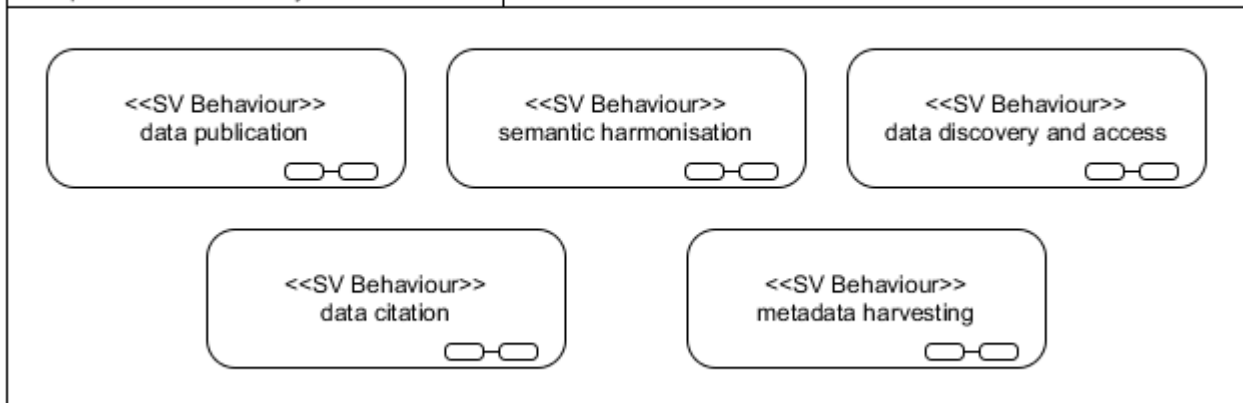 <<SV Behaviour>>
data publication
<<SV Behaviour>>
semantic harmonisation
<<SV Behaviour>>
data discovery and access
<<SV Behaviour>>
data citation
<<SV Behaviour>>
metadata harvesting